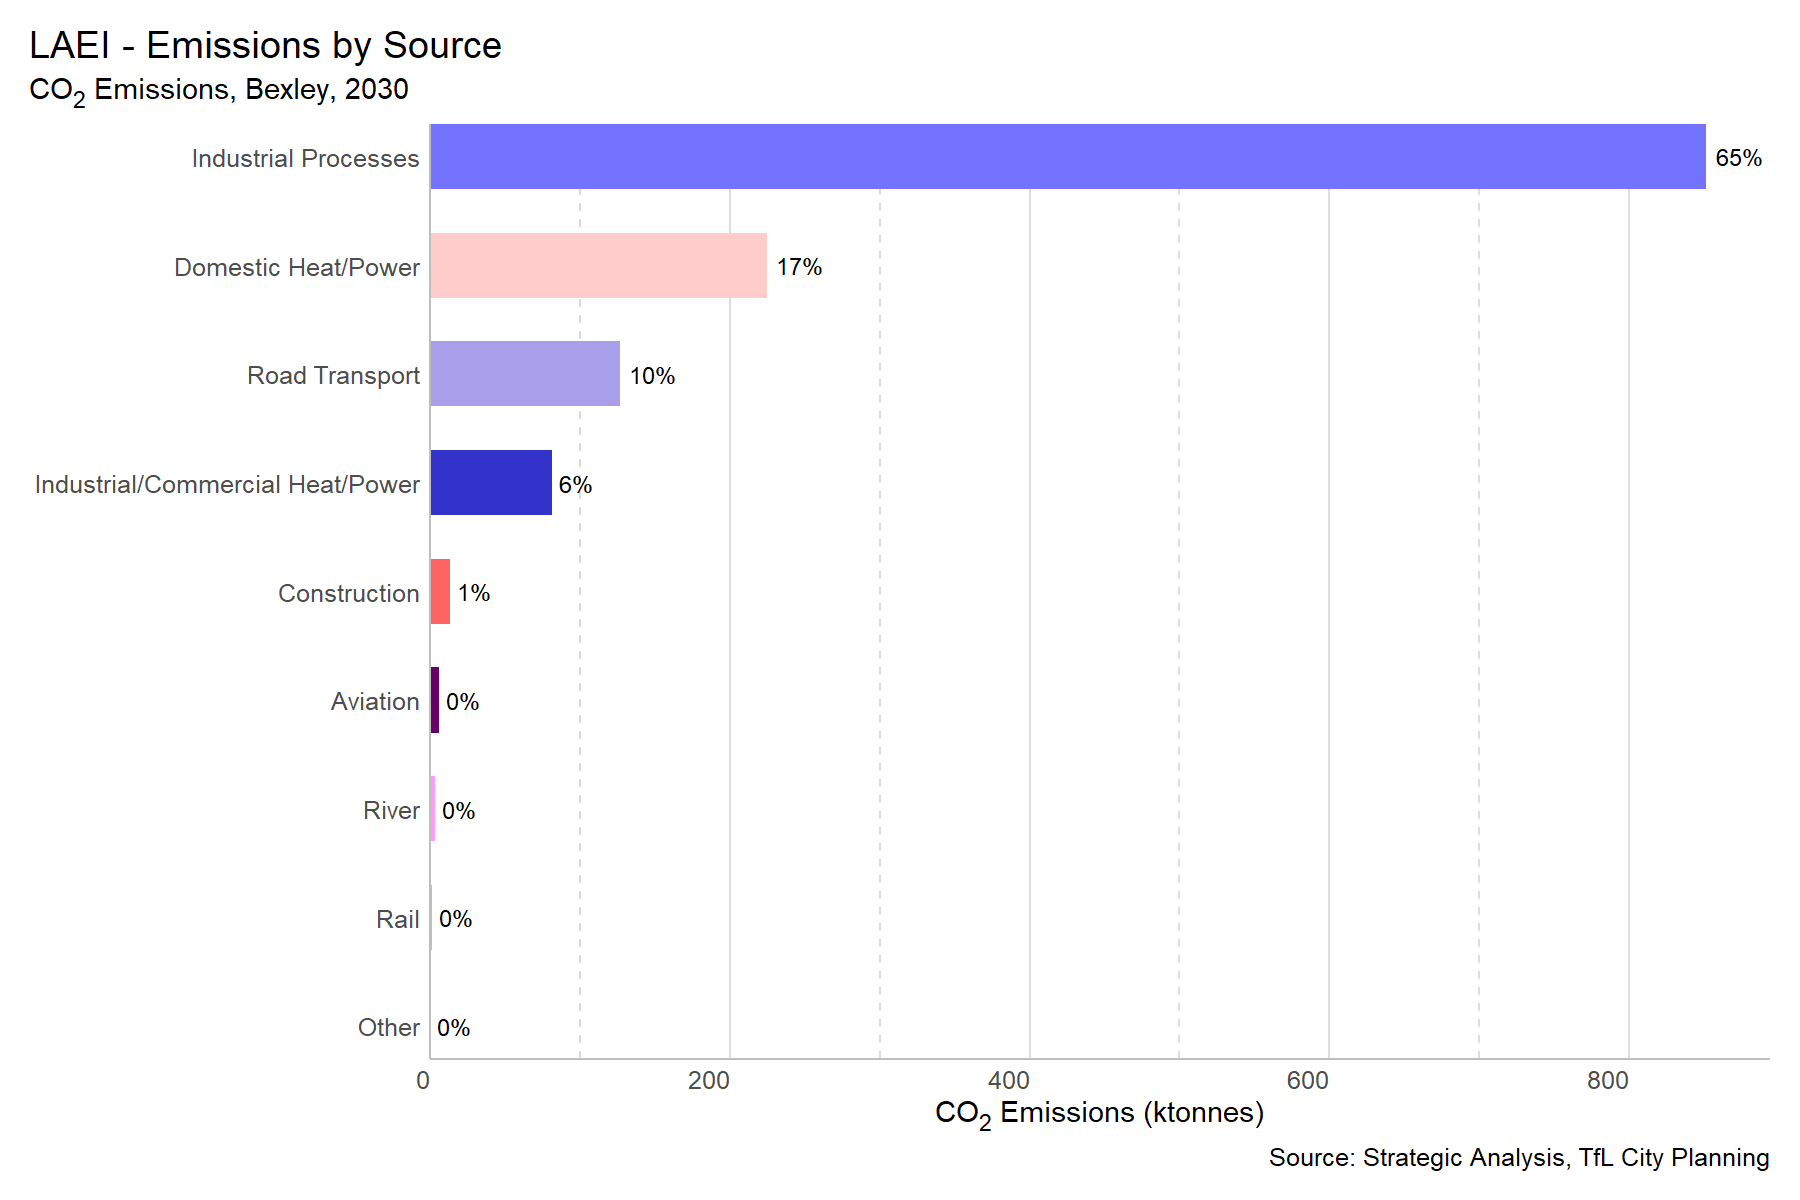 LAEI - Emissions by Source
CO₂ Emissions, Bexley, 2030
Industrial Processes 65%
Domestic Heat/Power 17%
Road Transport 10%
Industrial/Commercial Heat/Power 6%
Construction 1%
Aviation 0%
River 0%
Rail 0%
Other 0%
0 200 400 600 800
CO₂ Emissions (ktonnes)
Source: Strategic Analysis, TfL City Planning